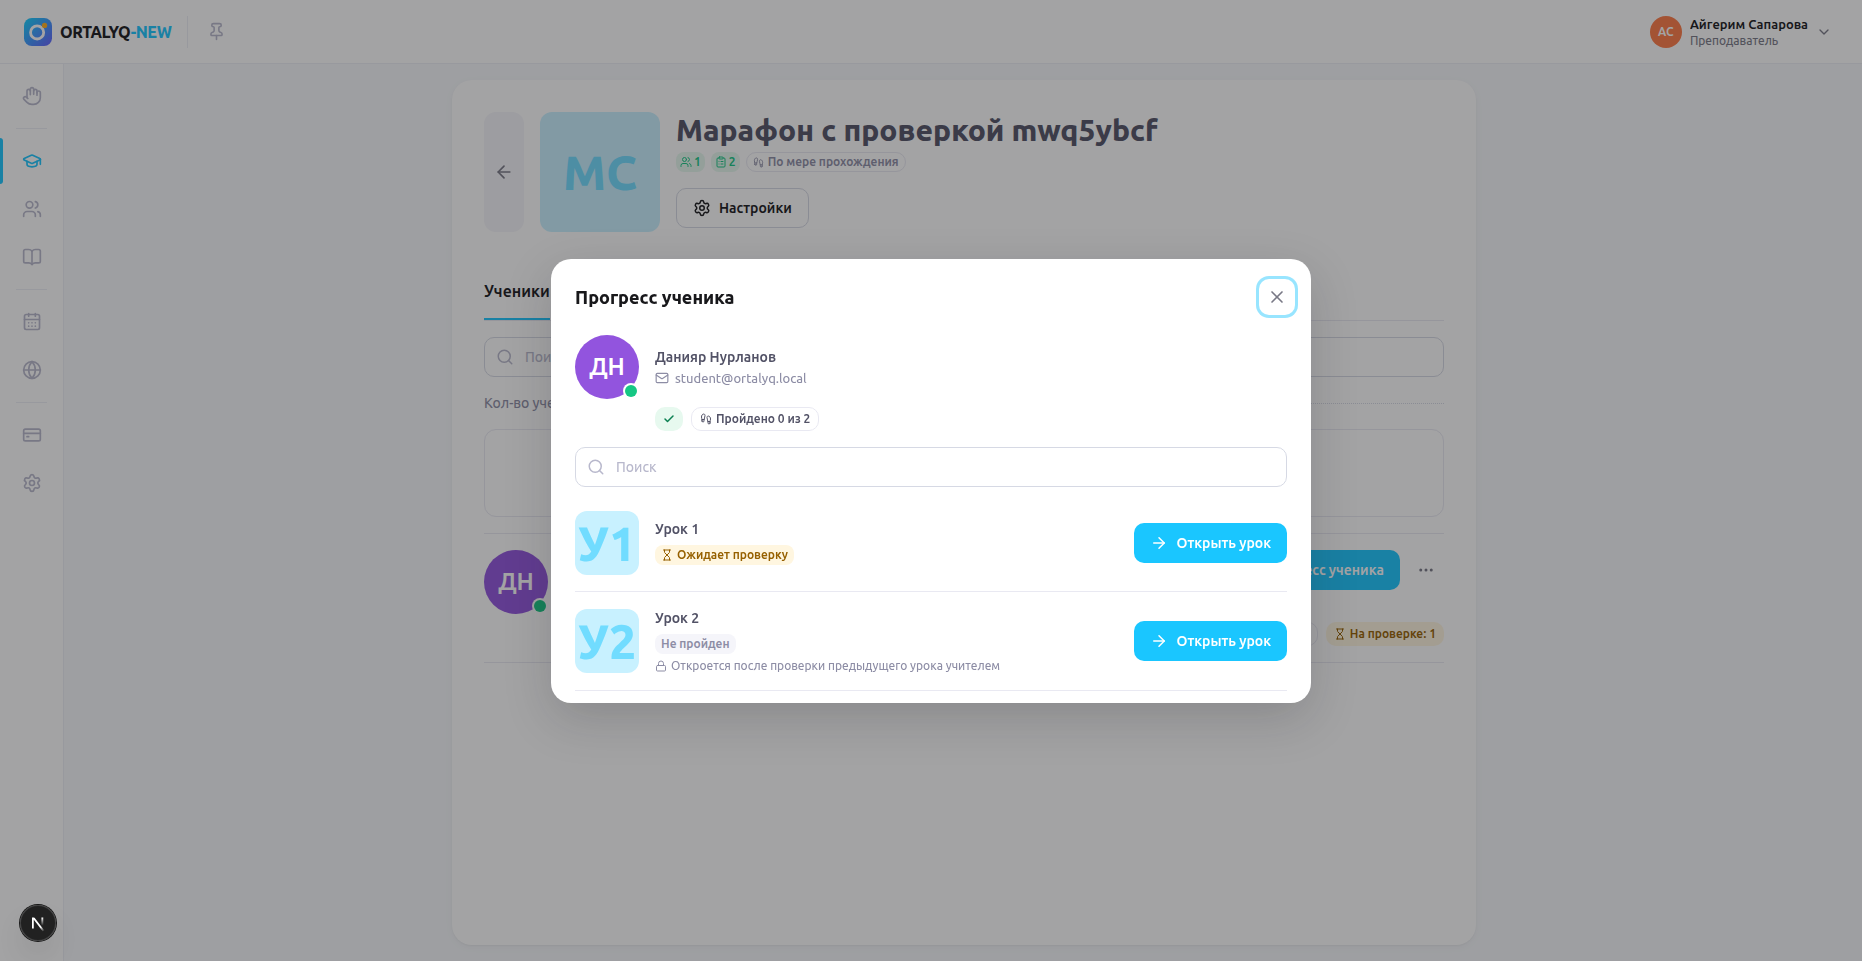 ORTALYQ-NEW
АС
Айгерим Сапарова
Преподаватель
МС
Марафон с проверкой mwq5ybcf
1
2
По мере прохождения
Настройки
Ученики
Кол-во
Прогресс ученика
ДН
Данияр Нурланов
student@ortalyq.local
Пройдено 0 из 2
Поиск
У1
Урок 1
Ожидает проверку
Открыть урок
У2
Урок 2
Не пройден
Откроется после проверки предыдущего урока учителем
Открыть урок
ДН
ученика
На проверке: 1
N